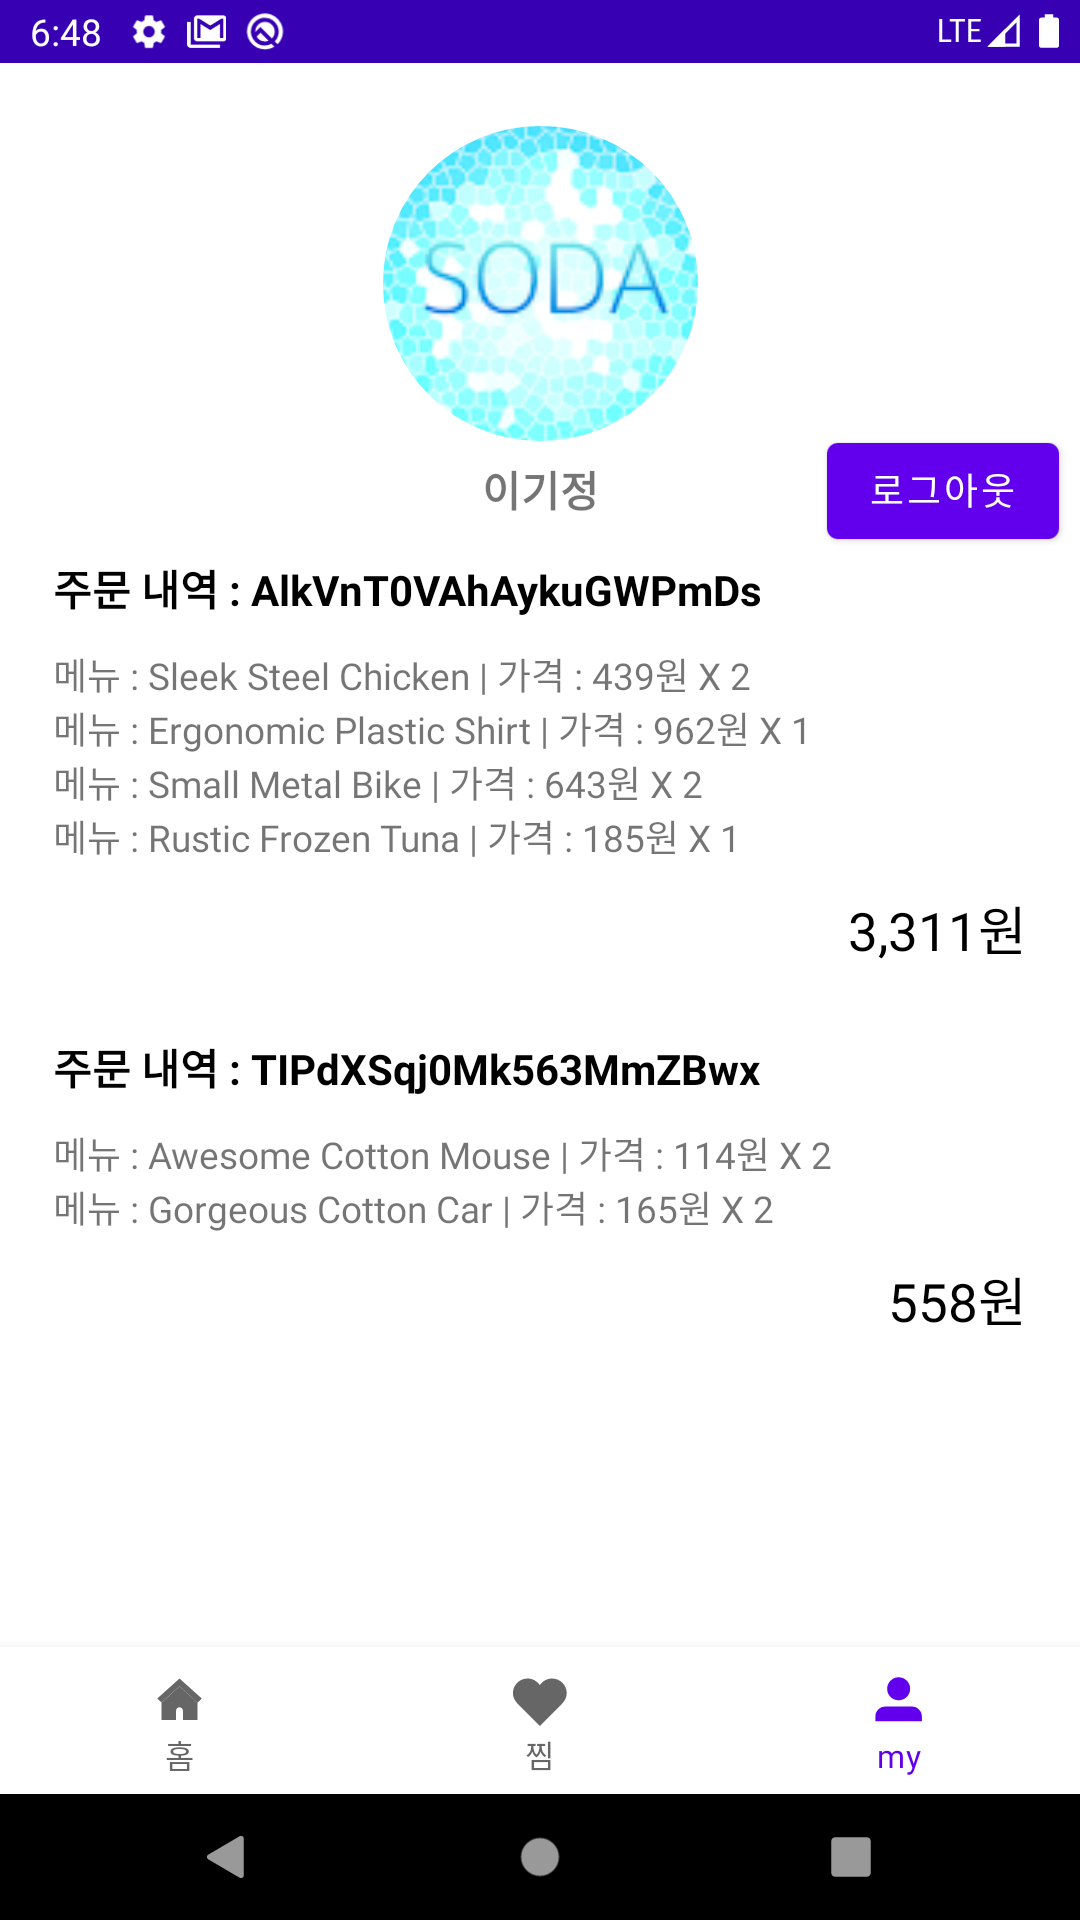 6:48
LTE
SODA
이기정
로그아웃
주문 내역 : AlkVnT0VAhAykuGWPmDs
메뉴 : Sleek Steel Chicken | 가격 : 439원 X 2
메뉴 : Ergonomic Plastic Shirt | 가격 : 962원 X 1
메뉴 : Small Metal Bike | 가격 : 643원 X 2
메뉴 : Rustic Frozen Tuna | 가격 : 185원 X 1
3,311원
주문 내역 : TIPdXSqj0Mk563MmZBwx
메뉴 : Awesome Cotton Mouse | 가격 : 114원 X 2
메뉴 : Gorgeous Cotton Car | 가격 : 165원 X 2
558원
홈
찜
my